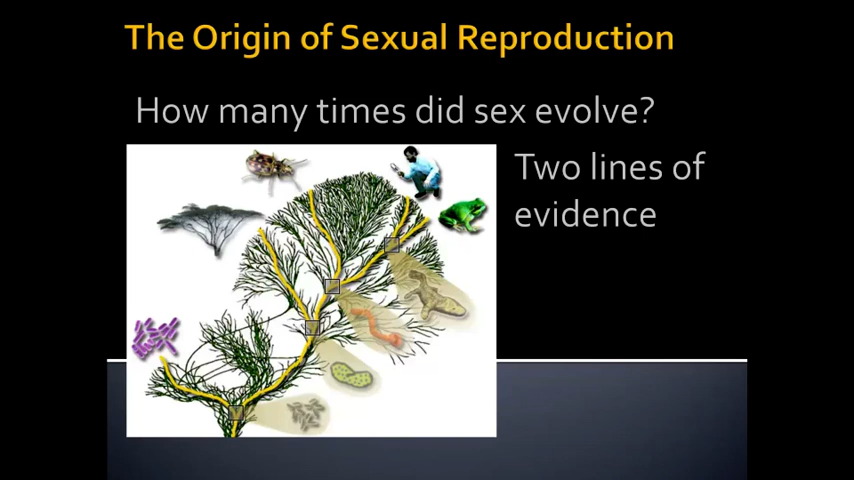 The Origin of Sexual Reproduction
How many times did sex evolve?
Two lines of
evidence